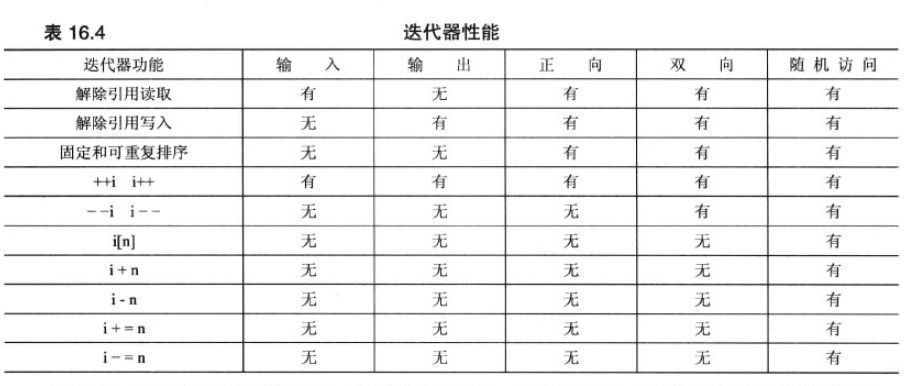 表 16.4 迭代器性能
迭代器功能 输 入 输 出 正 向 双 向 随 机 访 问
解除引用读取 有 无 有 有 有
解除引用写入 无 有 有 有 有
固定和可重复排序 无 无 有 有 有
++i i++ 有 有 有 有 有
--i i-- 无 无 无 有 有
i[n] 无 无 无 无 有
i + n 无 无 无 无 有
i - n 无 无 无 无 有
i + = n 无 无 无 无 有
i - = n 无 无 无 无 有